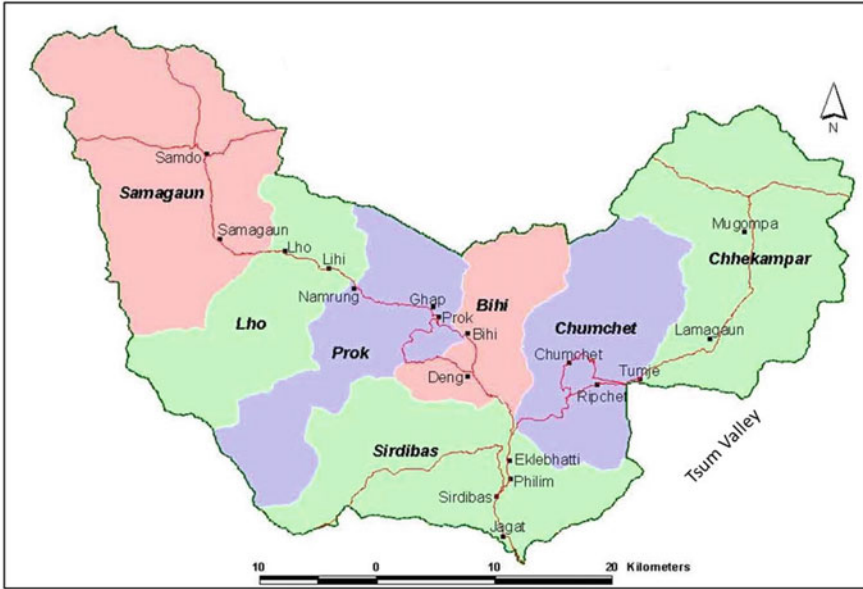 N
Samdo
Samagaun
Mugompa
Samagaun
Lho
Chhekampar
Lihi
Namrung
Ghap
Bihi
Prok
Lho
Chumchet
Bihi
Lamagaun
Prok
Chumchet
Deng
Tumje
Ripchet
Tsum Valley
Sirdibas
Eklebhatti
Philim
Sirdibas
Jagat
10 0 10 20 Kilometers